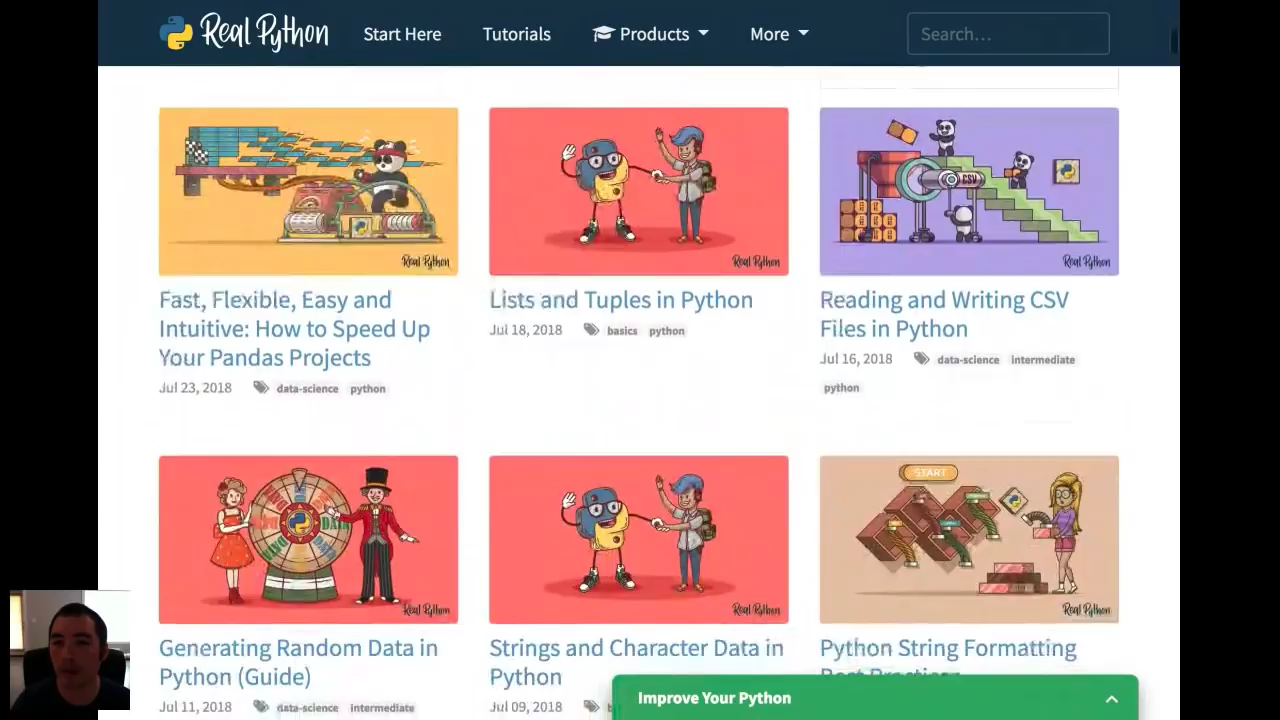 Real Python
Start Here
Tutorials
Products
More
Search...
CSV
Real Python
Real Python
Real Python
Fast, Flexible, Easy and
Intuitive: How to Speed Up
Your Pandas Projects
Jul 23, 2018
data-science
python
Lists and Tuples in Python
Jul 18, 2018
basics
python
Reading and Writing CSV
Files in Python
Jul 16, 2018
data-science
intermediate
python
START
DATA
Real Python
Real Python
Real Python
Generating Random Data in
Python (Guide)
Jul 11, 2018
data-science
intermediate
Strings and Character Data in
Python
Jul 09, 2018
Python String Formatting
Improve Your Python